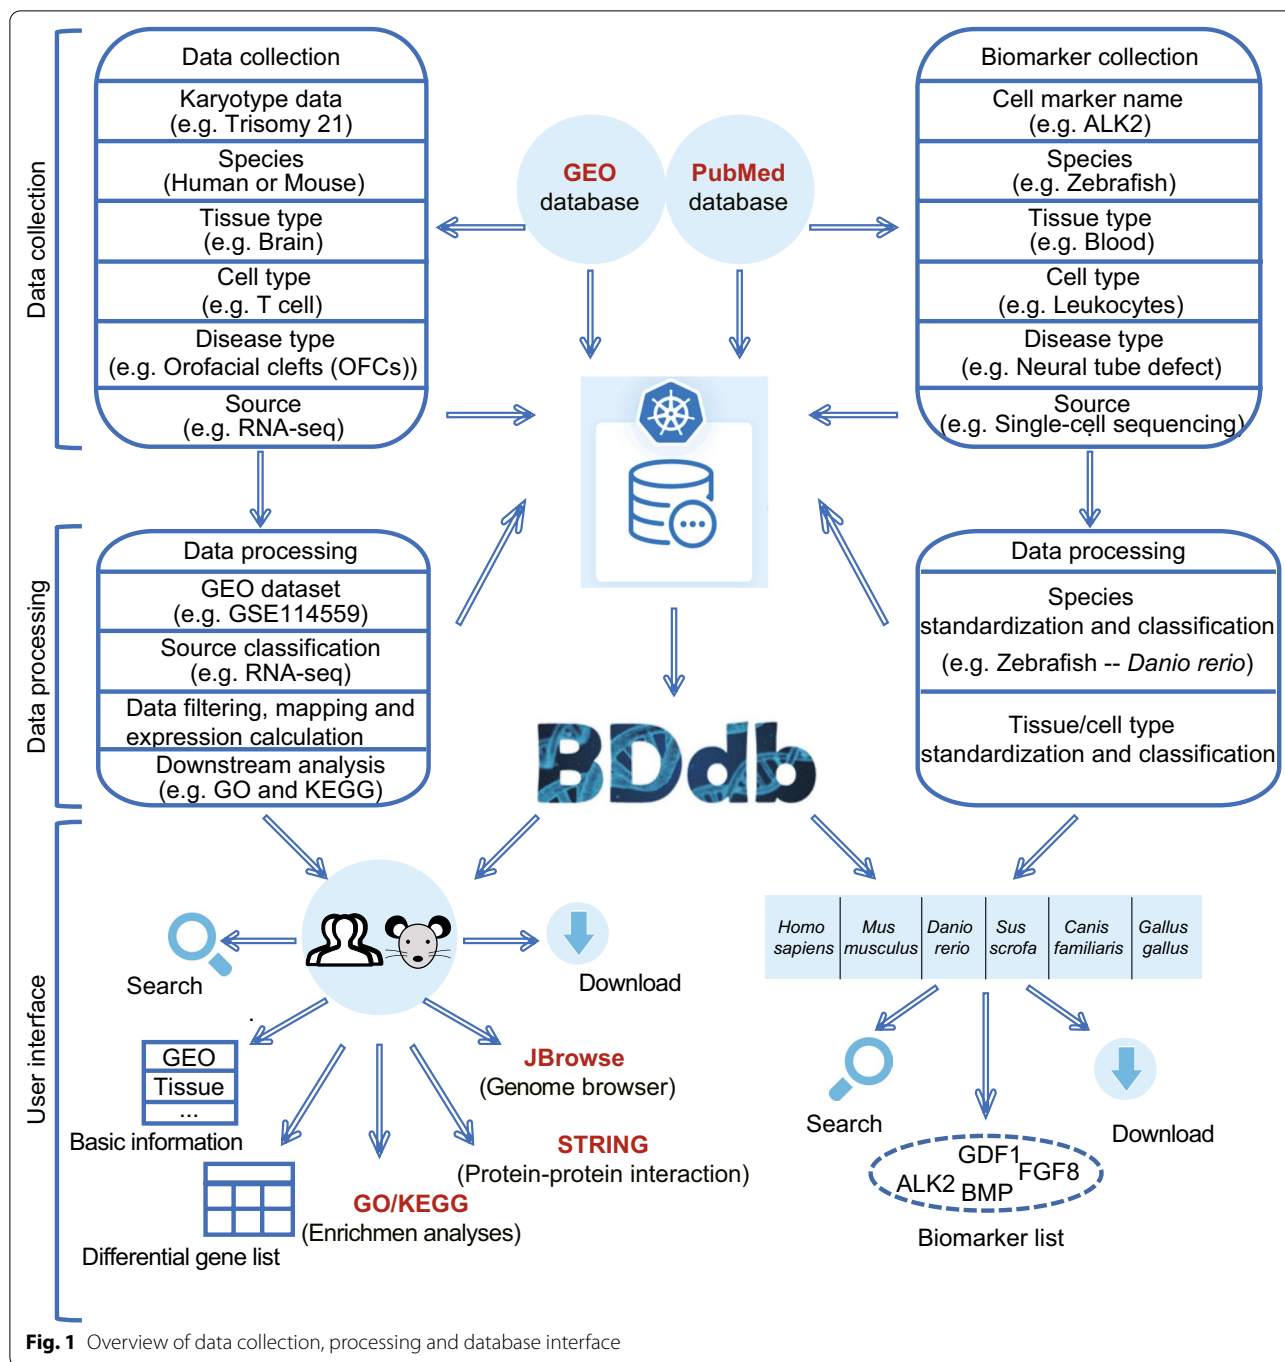 Data collection
Data collection
Karyotype data
(e.g. Trisomy 21)
Species
(Human or Mouse)
Tissue type
(e.g. Brain)
Cell type
(e.g. T cell)
Disease type
(e.g. Orofacial clefts (OFCs))
Source
(e.g. RNA-seq)
GEO
database
PubMed
database
Biomarker collection
Cell marker name
(e.g. ALK2)
Species
(e.g. Zebrafish)
Tissue type
(e.g. Blood)
Cell type
(e.g. Leukocytes)
Disease type
(e.g. Neural tube defect)
Source
(e.g. Single-cell sequencing)
Data processing
Data processing
GEO dataset
(e.g. GSE114559)
Source classification
(e.g. RNA-seq)
Data filtering, mapping and
expression calculation
Downstream analysis
(e.g. GO and KEGG)
BDdb
Data processing
Species
standardization and classification
(e.g. Zebrafish -- Danio rerio)
Tissue/cell type
standardization and classification
User interface
Search
Download
GEO
Tissue
...
Basic information
Differential gene list
GO/KEGG
(Enrichmen analyses)
STRING
(Protein-protein interaction)
JBrowse
(Genome browser)
Homo
sapiens
Mus
musculus
Danio
rerio
Sus
scrofa
Canis
familiaris
Gallus
gallus
Search
Download
GDF1
ALK2
FGF8
BMP
Biomarker list
Fig. 1 Overview of data collection, processing and database interface